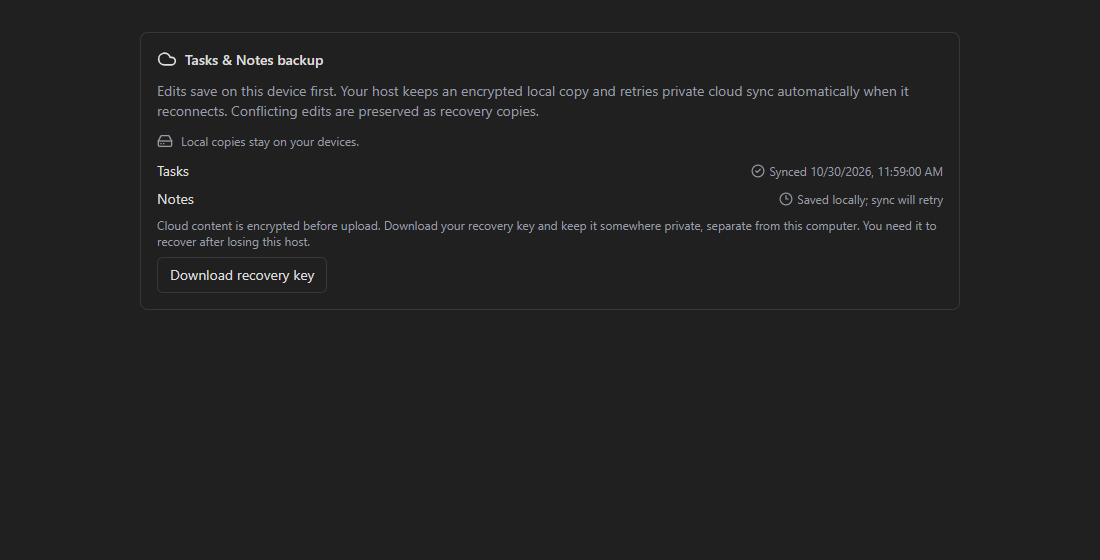 Tasks & Notes backup
Edits save on this device first. Your host keeps an encrypted local copy and retries private cloud sync automatically when it
reconnects. Conflicting edits are preserved as recovery copies.
Local copies stay on your devices.
Tasks
Synced 10/30/2026, 11:59:00 AM
Notes
Saved locally; sync will retry
Cloud content is encrypted before upload. Download your recovery key and keep it somewhere private, separate from this computer. You need it to
recover after losing this host.
Download recovery key